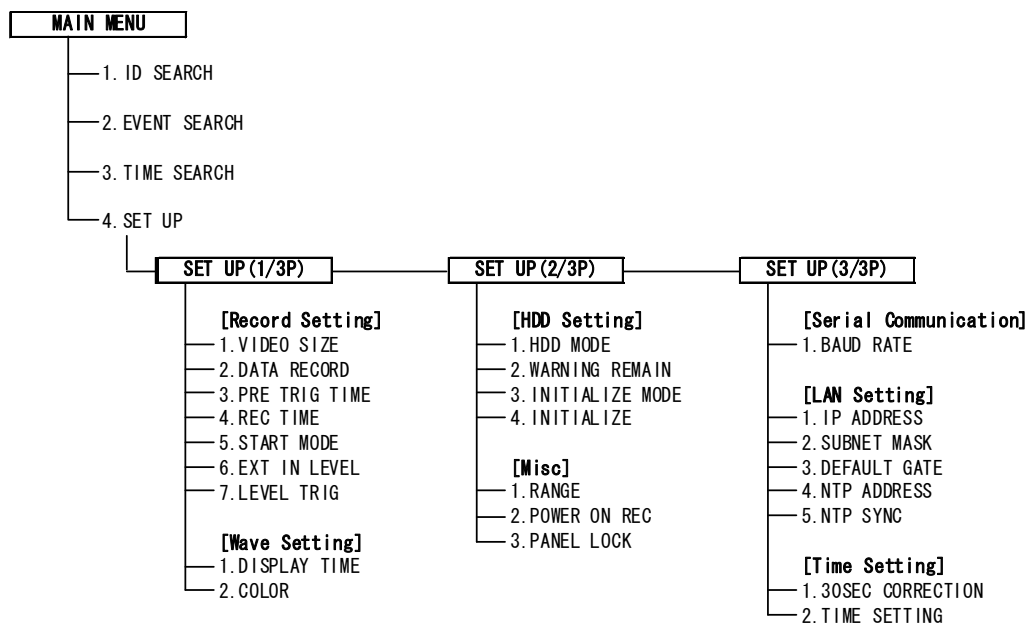 MAIN MENU
1. ID SEARCH
2. EVENT SEARCH
3. TIME SEARCH
4. SET UP
SET UP(1/3P)
[Record Setting]
1. VIDEO SIZE
2. DATA RECORD
3. PRE TRIG TIME
4. REC TIME
5. START MODE
6. EXT IN LEVEL
7. LEVEL TRIG
[Wave Setting]
1. DISPLAY TIME
2. COLOR
SET UP(2/3P)
[HDD Setting]
1. HDD MODE
2. WARNING REMAIN
3. INITIALIZE MODE
4. INITIALIZE
[Misc]
1. RANGE
2. POWER ON REC
3. PANEL LOCK
SET UP(3/3P)
[Serial Communication]
1. BAUD RATE
[LAN Setting]
1. IP ADDRESS
2. SUBNET MASK
3. DEFAULT GATE
4. NTP ADDRESS
5. NTP SYNC
[Time Setting]
1. 30SEC CORRECTION
2. TIME SETTING